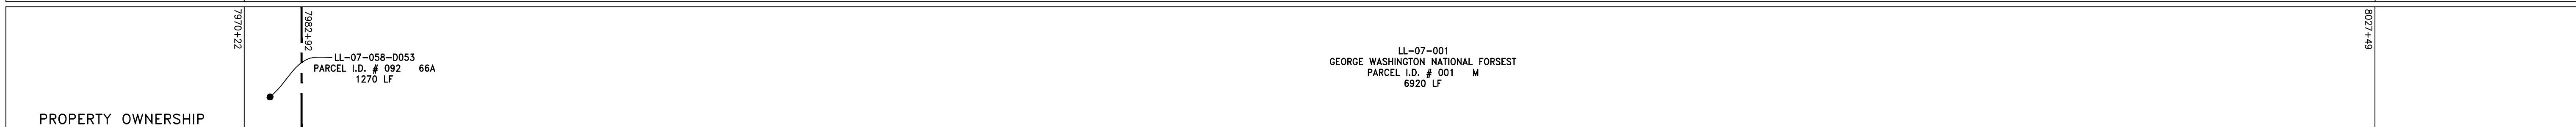 7970+22
7982+92
LL-07-058-D053
PARCEL I.D. # 092 66A
1270 LF
LL-07-001
GEORGE WASHINGTON NATIONAL FORSEST
PARCEL I.D. # 001 M
6920 LF
8027+49
PROPERTY OWNERSHIP